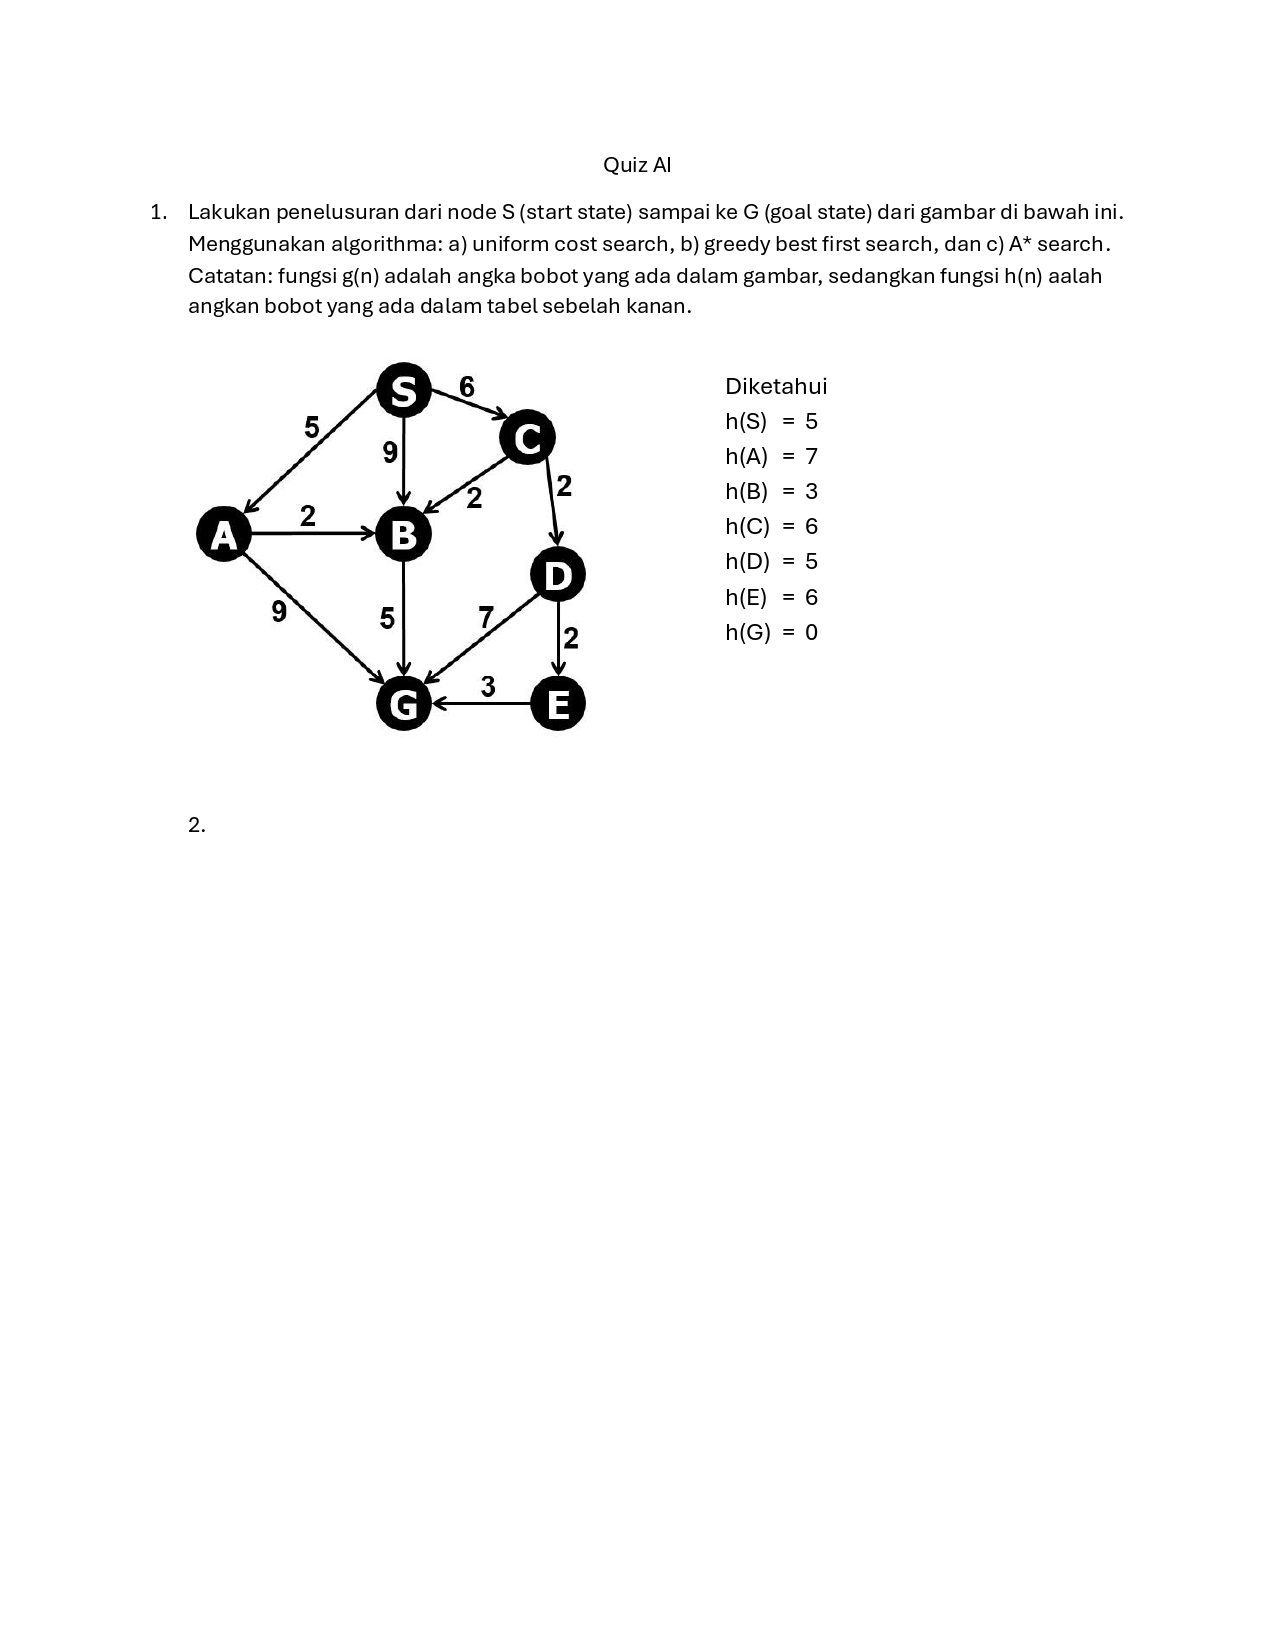 Quiz AI
1. Lakukan penelusuran dari node S (start state) sampai ke G (goal state) dari gambar di bawah ini.
Menggunakan algorithma: a) uniform cost search, b) greedy best first search, dan c) A* search.
Catatan: fungsi g(n) adalah angka bobot yang ada dalam gambar, sedangkan fungsi h(n) aalah
angkan bobot yang ada dalam tabel sebelah kanan.
S
6
C
5
9
2
2
A
2
B
D
9
5
7
2
G
3
E
Diketahui
h(S) = 5
h(A) = 7
h(B) = 3
h(C) = 6
h(D) = 5
h(E) = 6
h(G) = 0
2.